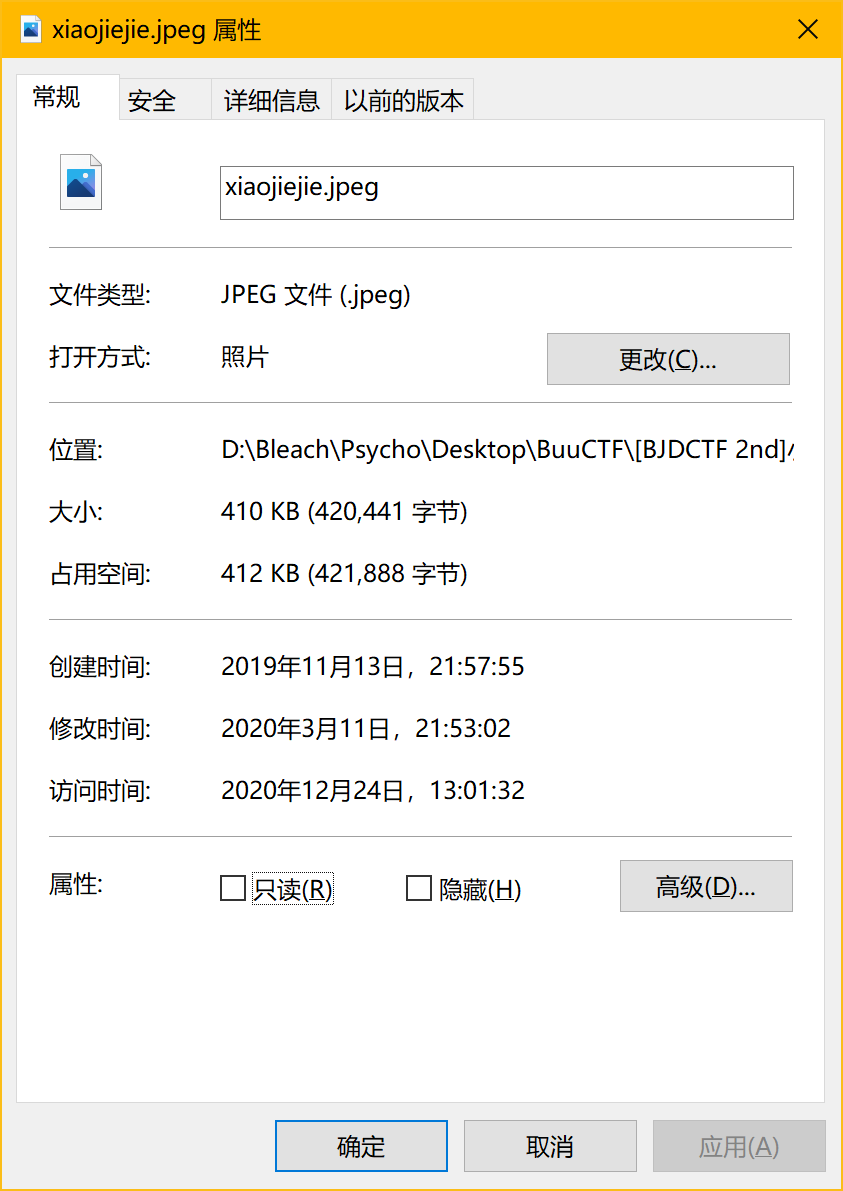 xiaojiejie.jpeg 属性
常规 安全 详细信息 以前的版本
xiaojiejie.jpeg
文件类型: JPEG 文件 (.jpeg)
打开方式: 照片 更改(C)...
位置: D:\Bleach\Psycho\Desktop\BuuCTF\[BJDCTF 2nd]
大小: 410 KB (420,441 字节)
占用空间: 412 KB (421,888 字节)
创建时间: 2019年11月13日，21:57:55
修改时间: 2020年3月11日，21:53:02
访问时间: 2020年12月24日，13:01:32
属性: 只读(R) 隐藏(H) 高级(D)...
确定 取消 应用(A)